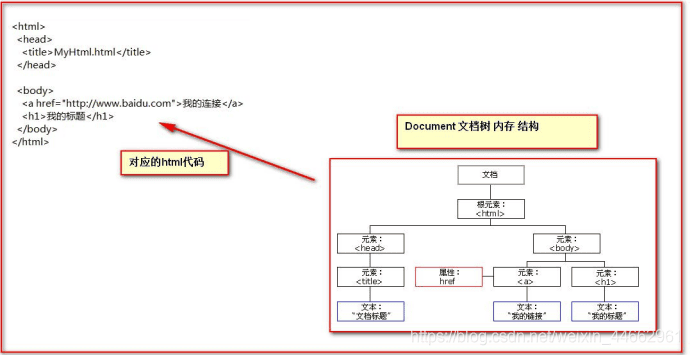 <html>
<head>
<title>MyHtml.html</title>
</head>
<body>
<a href="http://www.baidu.com">我的连接</a>
<h1>我的标题</h1>
</body>
</html>
对应的html代码
Document 文档树 内存 结构
文档
根元素：
<html>
元素：
<head>
元素：
<body>
元素：
<title>
属性：
href
元素：
<a>
元素：
<h1>
文本：
"文档标题"
文本：
"我的链接"
文本：
"我的标题"
https://blog.csdn.net/weixin_44662961